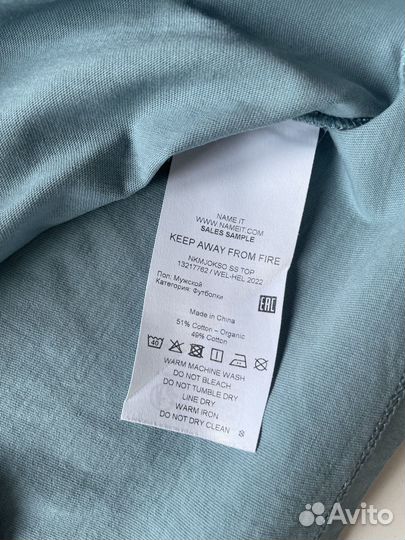 NAME IT
WWW.NAMEIT.COM
SALES SAMPLE
KEEP AWAY FROM FIRE
NKMJOKSO SS TOP
13217762 / WEL-HEL 2022
Пол: Мужской
Категория: Футболки
EAC
Made in China
51% Cotton – Organic
49% Cotton
40
WARM MACHINE WASH
DO NOT BLEACH
DO NOT TUMBLE DRY
LINE DRY
WARM IRON
DO NOT DRY CLEAN
S
Avito